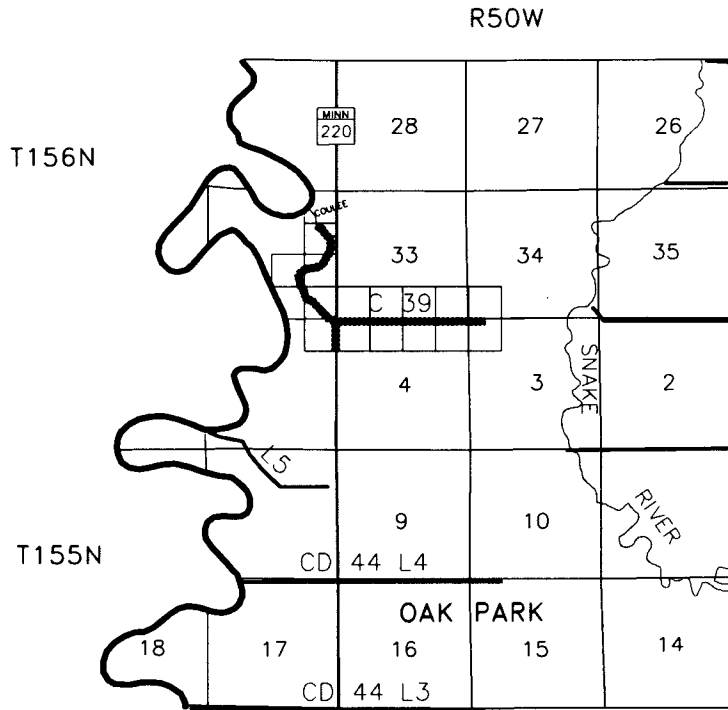 R50W
MINN
220
28
27
26
T156N
COULEE
33
34
35
C 39
SNAKE
4
3
2
L5
9
10
RIVER
T155N
CD 44 L4
OAK PARK
18
17
16
15
14
CD 44 L3